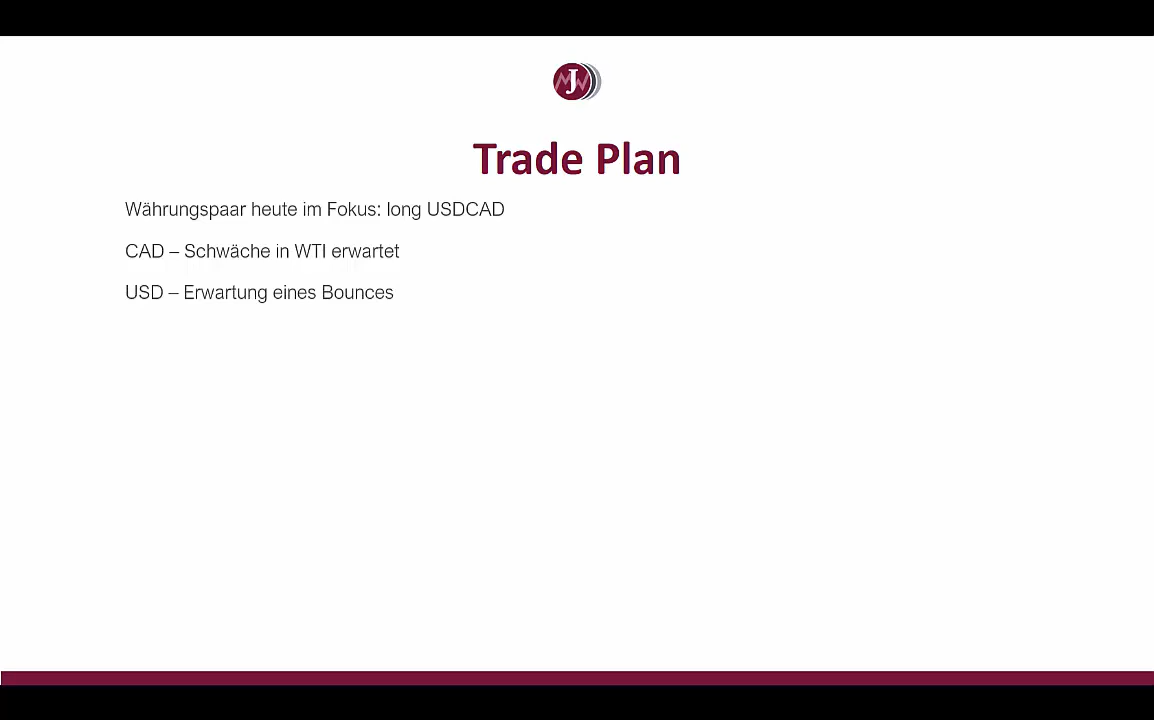 J
Trade Plan
Währungspaar heute im Fokus: long USDCAD
CAD – Schwäche in WTI erwartet
USD – Erwartung eines Bounces